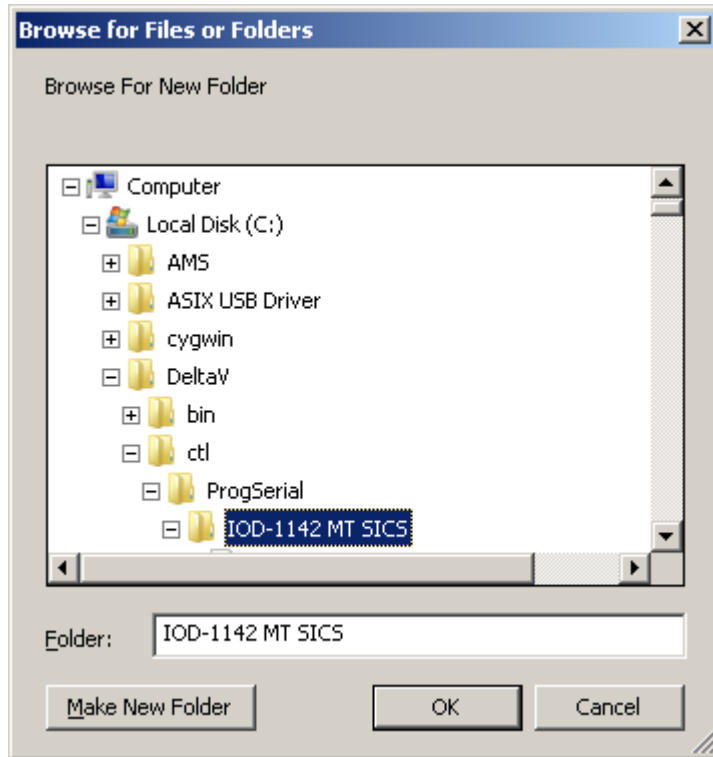 Browse for Files or Folders
Browse For New Folder
Computer
Local Disk (C:)
AMS
ASIX USB Driver
cygwin
DeltaV
bin
ctl
ProgSerial
IOD-1142 MT SICS
Folder: IOD-1142 MT SICS
Make New Folder OK Cancel